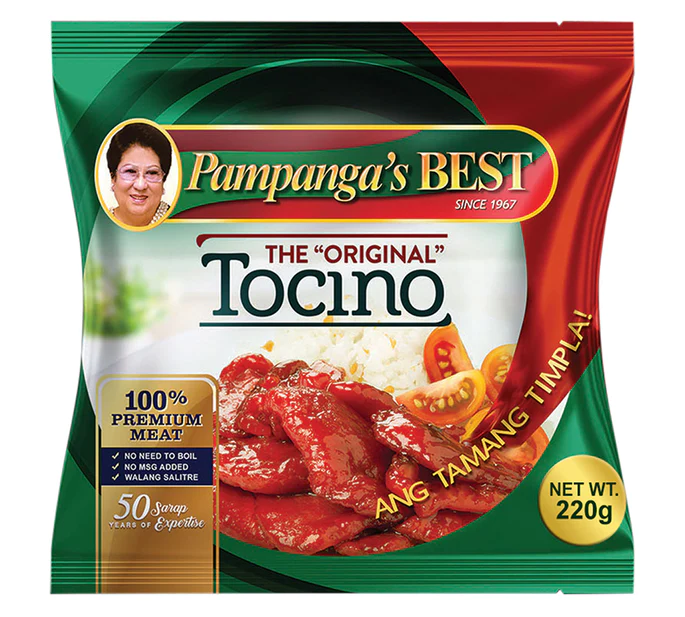 Pampanga's BEST
SINCE 1967
THE "ORIGINAL"
Tocino
100%
PREMIUM
MEAT
✓ NO NEED TO BOIL
✓ NO MSG ADDED
✓ WALANG SALITRE
50 Sarap
YEARS OF Expertise
ANG TAMANG TIMPLA!
NET WT.
220g